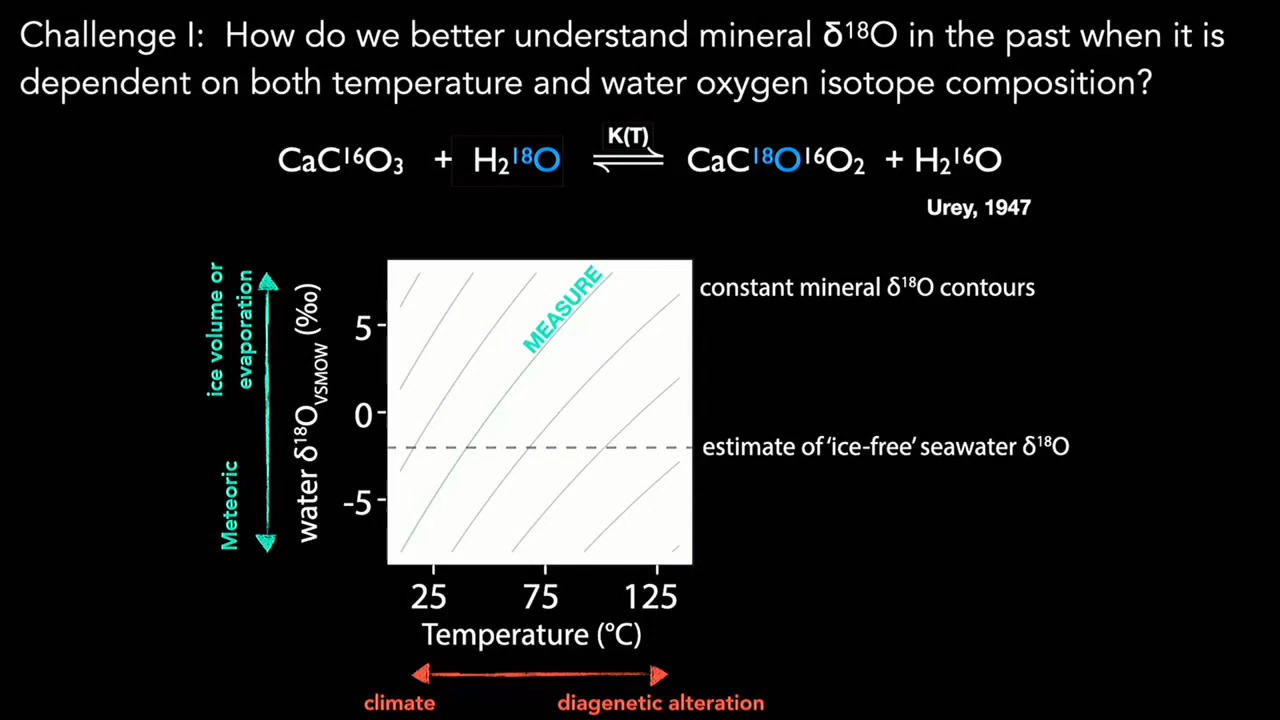 Challenge I: How do we better understand mineral δ¹⁸O in the past when it is
dependent on both temperature and water oxygen isotope composition?
K(T)
CaC¹⁶O₃ + H₂¹⁸O ⇌ CaC¹⁸O¹⁶O₂ + H₂¹⁶O
Urey, 1947
ice volume or
evaporation
Meteoric
water δ¹⁸O_VSMOW (‰)
5
0
-5
MEASURE
constant mineral δ¹⁸O contours
estimate of 'ice-free' seawater δ¹⁸O
25 75 125
Temperature (°C)
climate diagenetic alteration